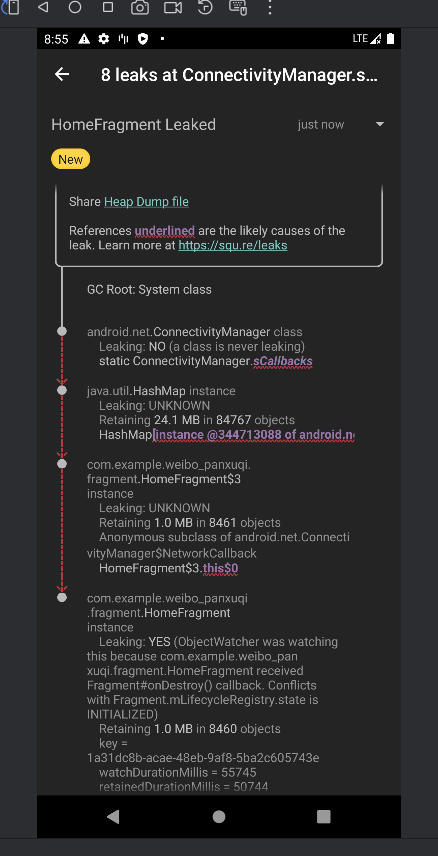 8:55
LTE
8 leaks at ConnectivityManager.s...
HomeFragment Leaked
just now
New
Share Heap Dump file
References underlined are the likely causes of the
leak. Learn more at https://squ.re/leaks
GC Root: System class
android.net.ConnectivityManager class
Leaking: NO (a class is never leaking)
static ConnectivityManager.sCallbacks
java.util.HashMap instance
Leaking: UNKNOWN
Retaining 24.1 MB in 84767 objects
HashMap[instance @344713088 of android.n
com.example.weibo_panxuqi.
fragment.HomeFragment$3
instance
Leaking: UNKNOWN
Retaining 1.0 MB in 8461 objects
Anonymous subclass of android.net.Connecti
vityManager$NetworkCallback
HomeFragment$3.this$0
com.example.weibo_panxuqi
.fragment.HomeFragment
instance
Leaking: YES (ObjectWatcher was watching
this because com.example.weibo_pan
xuqi.fragment.HomeFragment received
Fragment#onDestroy() callback. Conflicts
with Fragment.mLifecycleRegistry.state is
INITIALIZED)
Retaining 1.0 MB in 8460 objects
key =
1a31dc8b-acae-48eb-9af8-5ba2c605743e
watchDurationMillis = 55745
retainedDurationMillis = 50744